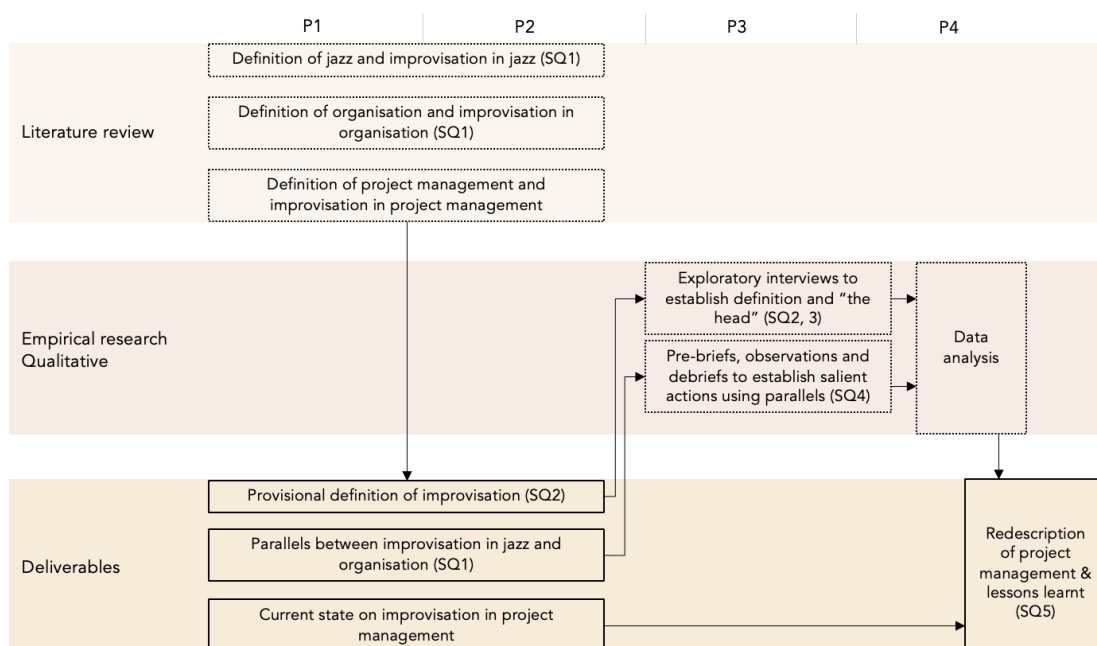 P1
P2
P3
P4
Literature review
Definition of jazz and improvisation in jazz (SQ1)
Definition of organisation and improvisation in
organisation (SQ1)
Definition of project management and
improvisation in project management
Empirical research
Qualitative
Exploratory interviews to
establish definition and “the
head” (SQ2, 3)
Pre-briefs, observations and
debriefs to establish salient
actions using parallels (SQ4)
Data
analysis
Deliverables
Provisional definition of improvisation (SQ2)
Parallels between improvisation in jazz and
organisation (SQ1)
Current state on improvisation in project
management
Redescription
of project
management &
lessons learnt
(SQ5)